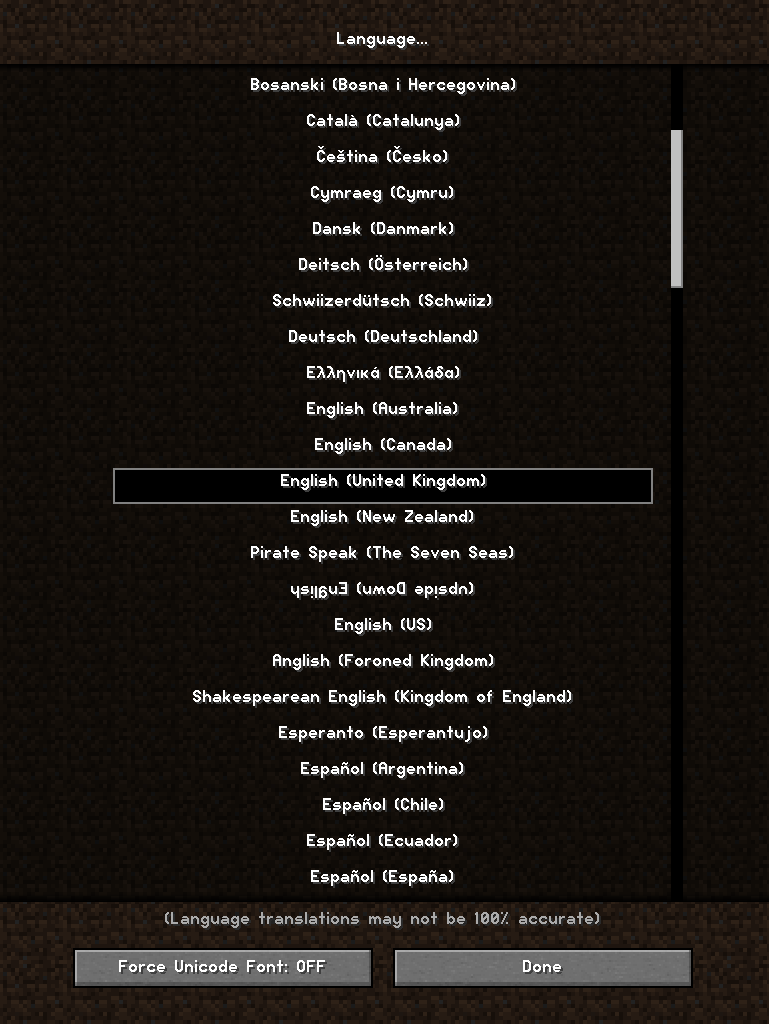 Language...
Bosanski (Bosna i Hercegovina)
Català (Catalunya)
Čeština (Česko)
Cymraeg (Cymru)
Dansk (Danmark)
Deitsch (Österreich)
Schwiizerdütsch (Schwiiz)
Deutsch (Deutschland)
Ελληνικά (Ελλάδα)
English (Australia)
English (Canada)
English (United Kingdom)
English (New Zealand)
Pirate Speak (The Seven Seas)
ɥsᴉꞁᵷuƎ (uʍoᗡ ǝpᴉsd∩)
English (US)
Anglish (Foroned Kingdom)
Shakespearean English (Kingdom of England)
Esperanto (Esperantujo)
Español (Argentina)
Español (Chile)
Español (Ecuador)
Español (España)
(Language translations may not be 100% accurate)
Force Unicode Font: OFF
Done